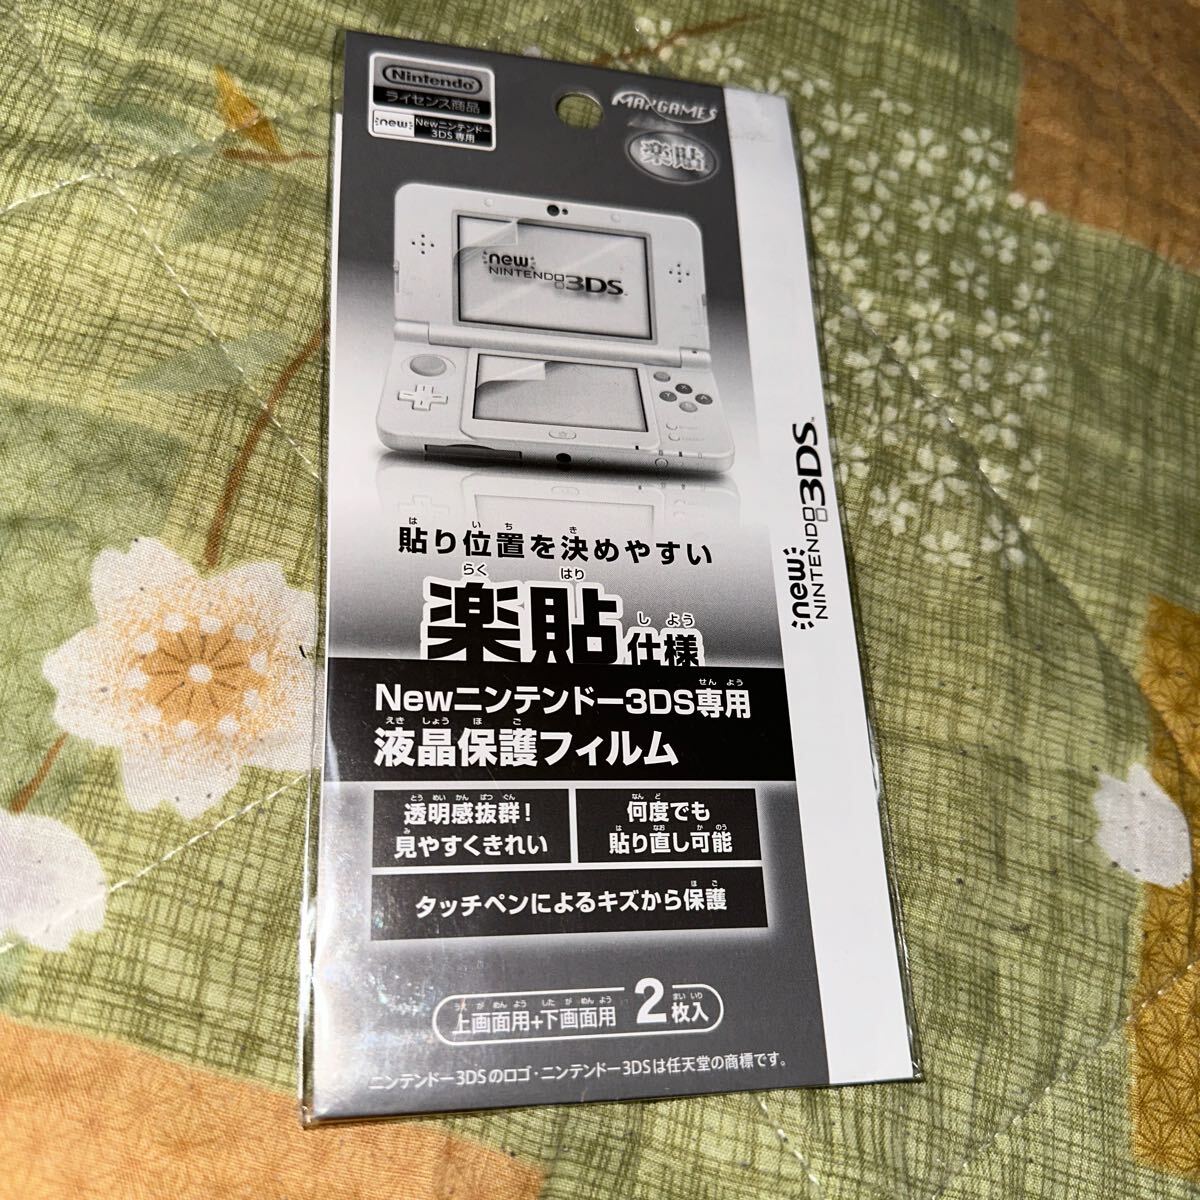 Nintendo
ライセンス商品
new
Newニンテンドー
3DS専用
MAXGAMES
楽貼
new
NINTENDO 3DS™
は い ち き
貼り位置を決めやすい
らく はり
楽貼
し よう
仕様
せん よう
Newニンテンドー3DS専用
えき しょう ほ ご
液晶保護フィルム
とう めい かん ばつ ぐん
透明感抜群!
み
見やすくきれい
なん ど
何度でも
は なお か のう
貼り直し可能
ほ ご
タッチペンによるキズから保護
うえ が めん よう した が めん よう まい いり
上画面用+下画面用 2枚入
ニンテンドー3DSのロゴ・ニンテンドー3DSは任天堂の商標です。
new
NINTENDO 3DS™